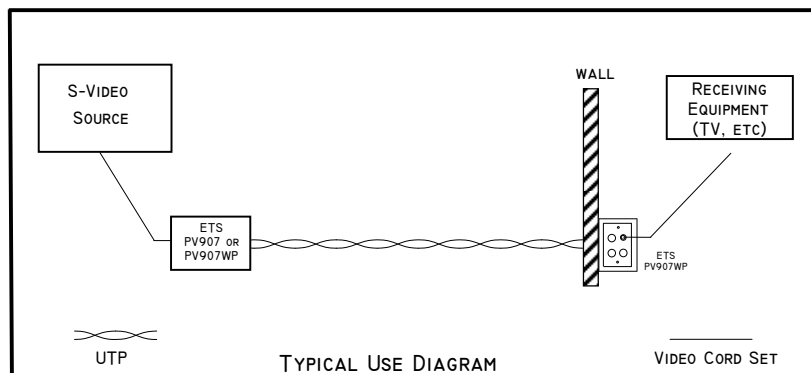 S-VIDEO
SOURCE
WALL
RECEIVING
EQUIPMENT
(TV, ETC)
ETS
PV907 OR
PV907WP
ETS
PV907WP
UTP
TYPICAL USE DIAGRAM
VIDEO CORD SET